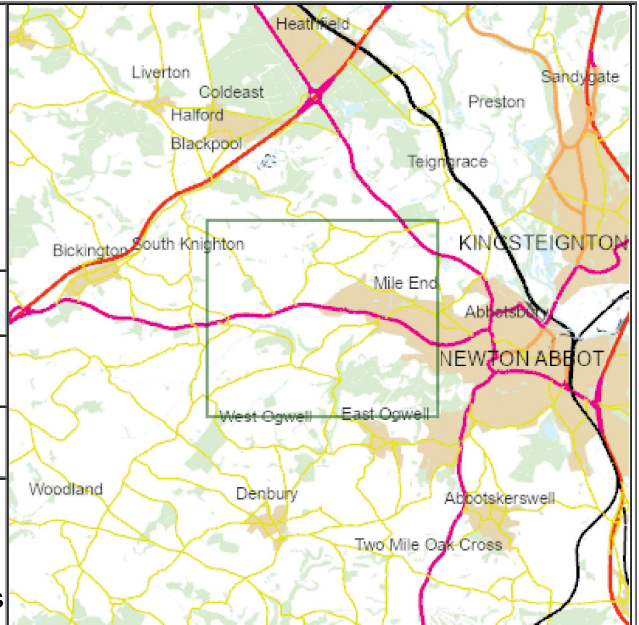 Heathfield
Liverton
Sandygate
Coldeast
Preston
Halford
Blackpool
Teigngrace
Bickington
South Knighton
KINGSTEIGNTON
Mile End
Abbotsbury
NEWTON ABBOT
West Ogwell
East Ogwell
Woodland
Denbury
Abbotskerswell
Two Mile Oak Cross
s